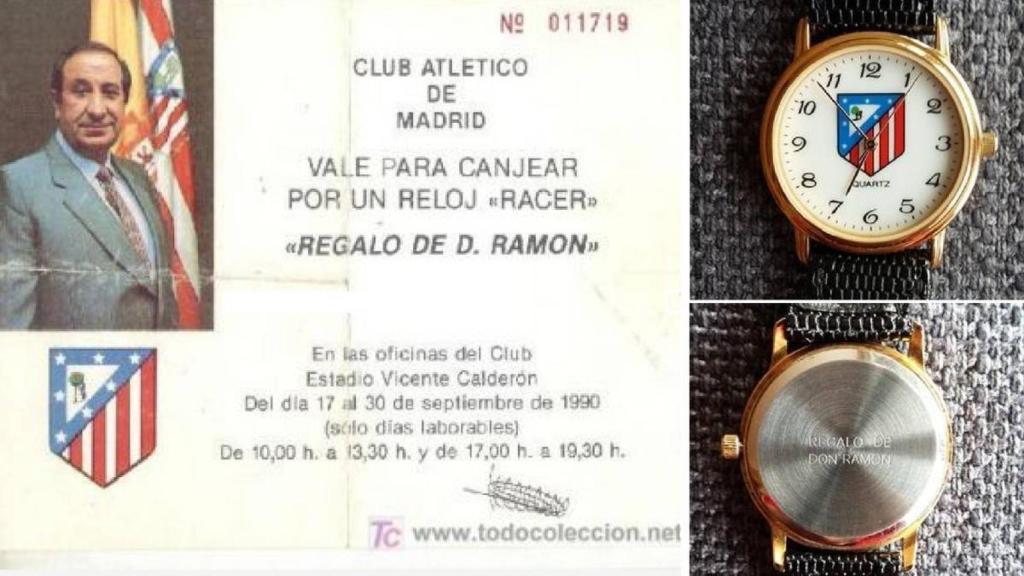 Nº 011719
CLUB ATLETICO
DE
MADRID
VALE PARA CANJEAR
POR UN RELOJ «RACER»
«REGALO DE D. RAMON»
En las oficinas del Club
Estadio Vicente Calderón
Del día 17 al 30 de septiembre de 1990
(sólo días laborables)
De 10,00 h. a 13,30 h. y de 17,00 h. a 19,30 h.
Tc www.todocoleccion.net
12
11 1
10 2
9 3
8 4
7 5
6
QUARTZ
REGALO DE
DON RAMON